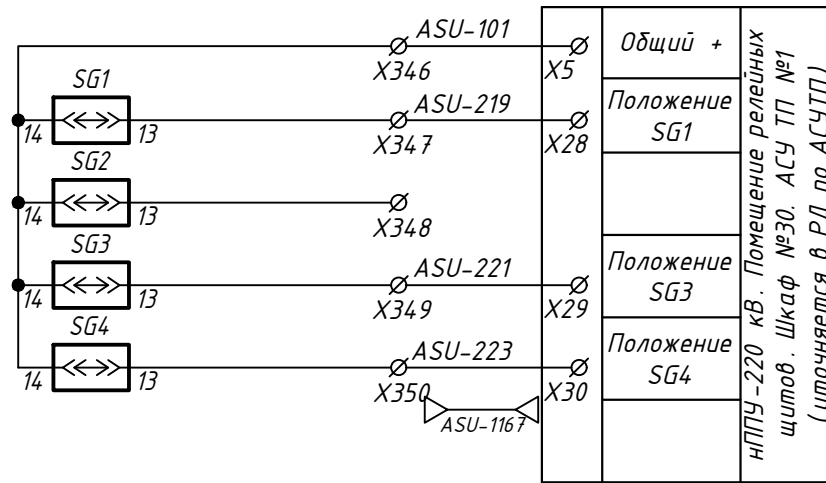 ASU-101
X346
X5
Общий +
SG1
14
13
ASU-219
X347
X28
Положение
SG1
SG2
14
13
X348
SG3
14
13
ASU-221
X349
X29
Положение
SG3
SG4
14
13
ASU-223
X350
X30
Положение
SG4
ASU-1167
нППУ-220 кВ. Помещение релейных
щитов. Шкаф №30. АСУ ТП №1
(уточняется в РД по АСУТП)